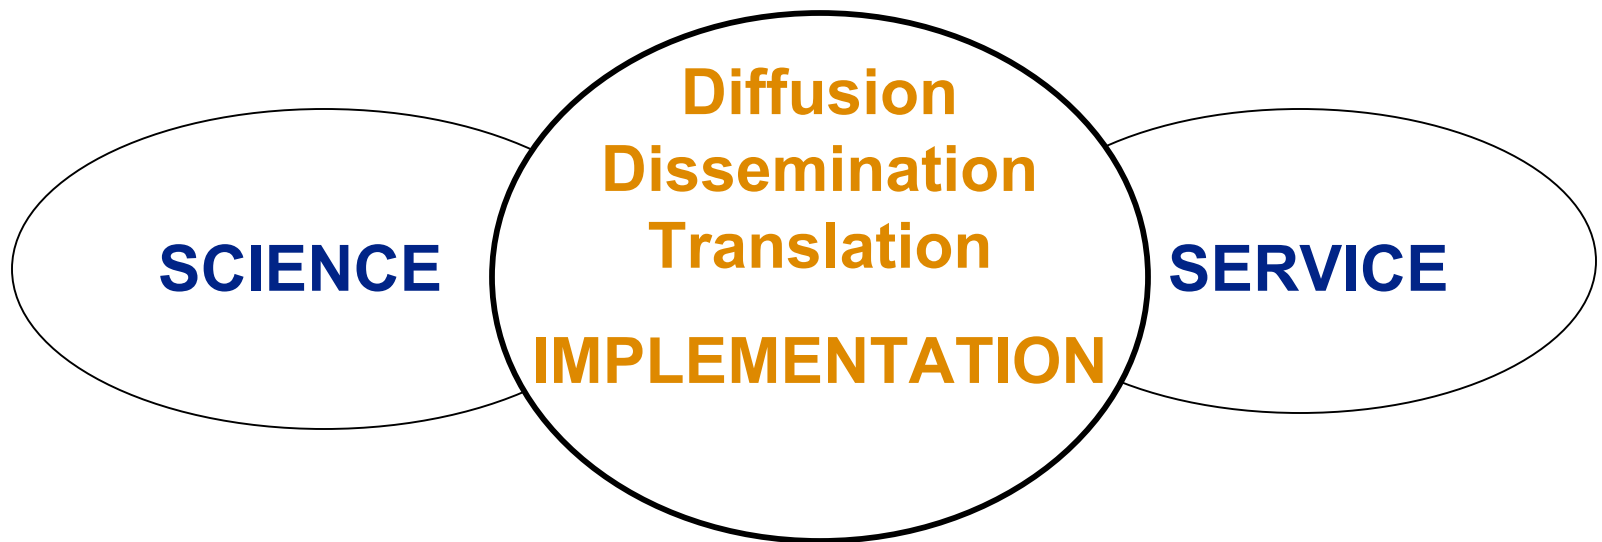 SCIENCE
Diffusion
Dissemination
Translation
IMPLEMENTATION
SERVICE